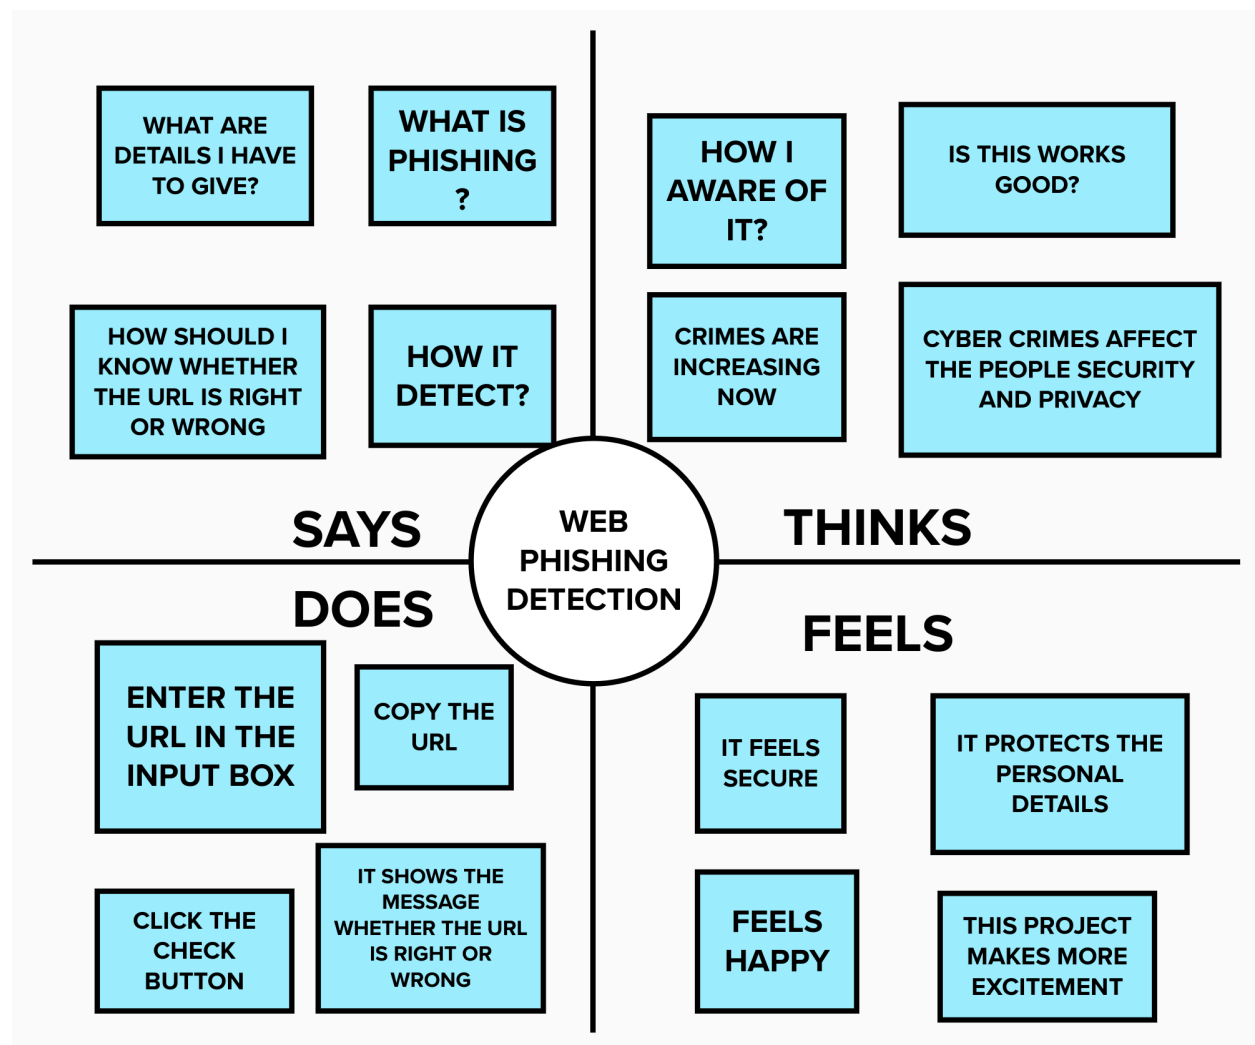 WHAT ARE
DETAILS I HAVE
TO GIVE?
WHAT IS
PHISHING
?
HOW SHOULD I
KNOW WHETHER
THE URL IS RIGHT
OR WRONG
HOW IT
DETECT?
SAYS
HOW I
AWARE OF
IT?
IS THIS WORKS
GOOD?
CRIMES ARE
INCREASING
NOW
CYBER CRIMES AFFECT
THE PEOPLE SECURITY
AND PRIVACY
THINKS
WEB
PHISHING
DETECTION
DOES
ENTER THE
URL IN THE
INPUT BOX
COPY THE
URL
CLICK THE
CHECK
BUTTON
IT SHOWS THE
MESSAGE
WHETHER THE URL
IS RIGHT OR
WRONG
FEELS
IT FEELS
SECURE
IT PROTECTS THE
PERSONAL
DETAILS
FEELS
HAPPY
THIS PROJECT
MAKES MORE
EXCITEMENT